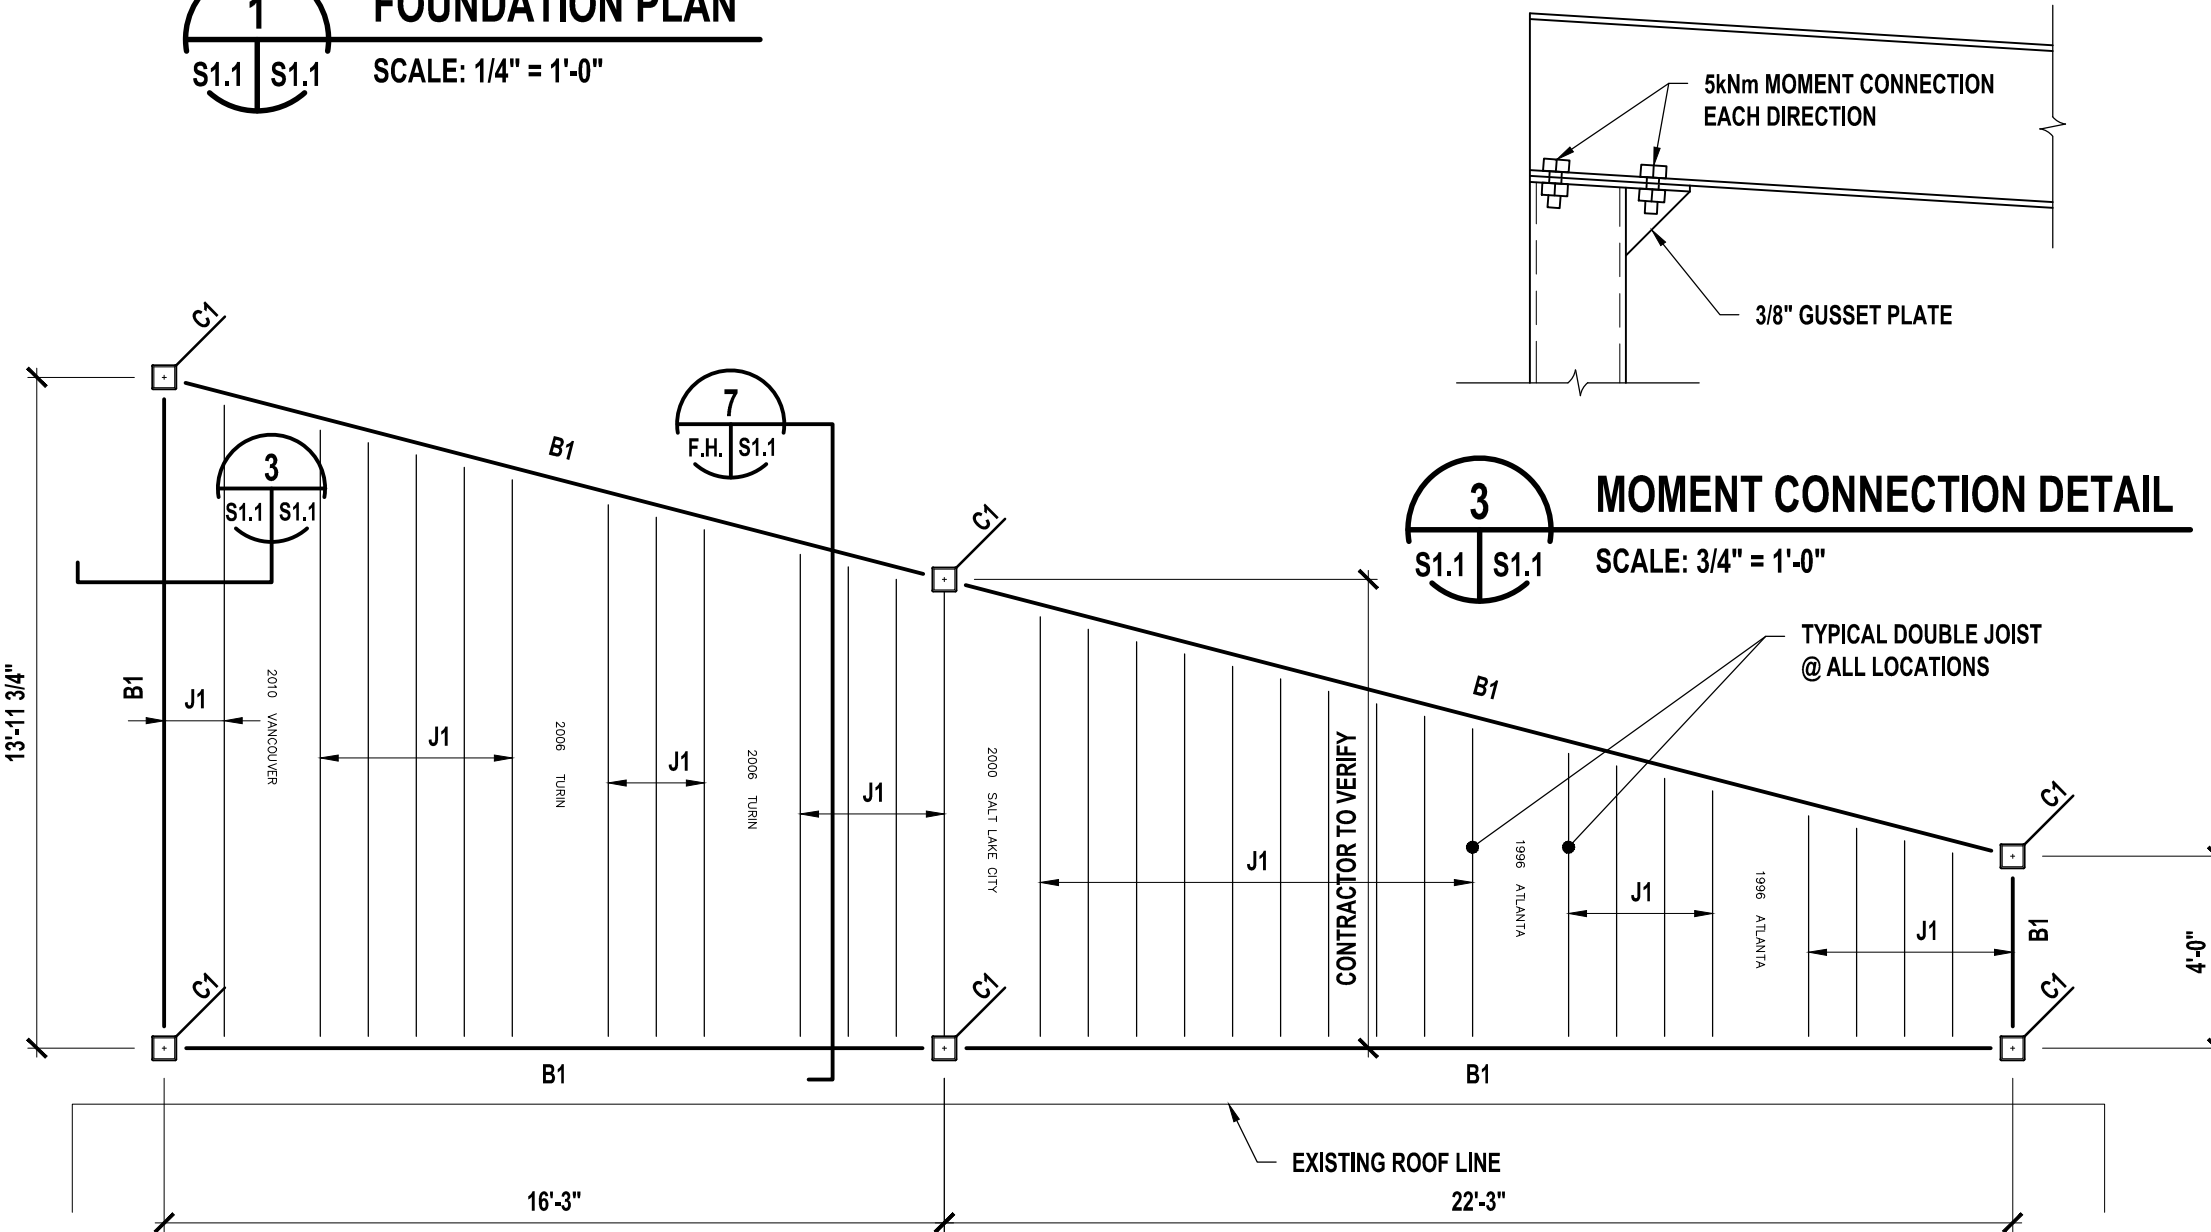 1
FOUNDATION PLAN
S1.1 S1.1
SCALE: 1/4" = 1'-0"
5kNm MOMENT CONNECTION
EACH DIRECTION
3/8" GUSSET PLATE
3
MOMENT CONNECTION DETAIL
S1.1 S1.1
SCALE: 3/4" = 1'-0"
C1
7
F.H. S1.1
B1
3
S1.1 S1.1
C1
TYPICAL DOUBLE JOIST
@ ALL LOCATIONS
13'-11 3/4"
B1
J1
2010 VANCOUVER
J1
2006 TURIN
J1
2006 TURIN
J1
2000 SALT LAKE CITY
B1
CONTRACTOR TO VERIFY
J1
1996 ATLANTA
J1
1996 ATLANTA
J1
C1
B1
4'-0"
C1
C1
C1
B1
B1
EXISTING ROOF LINE
16'-3"
22'-3"